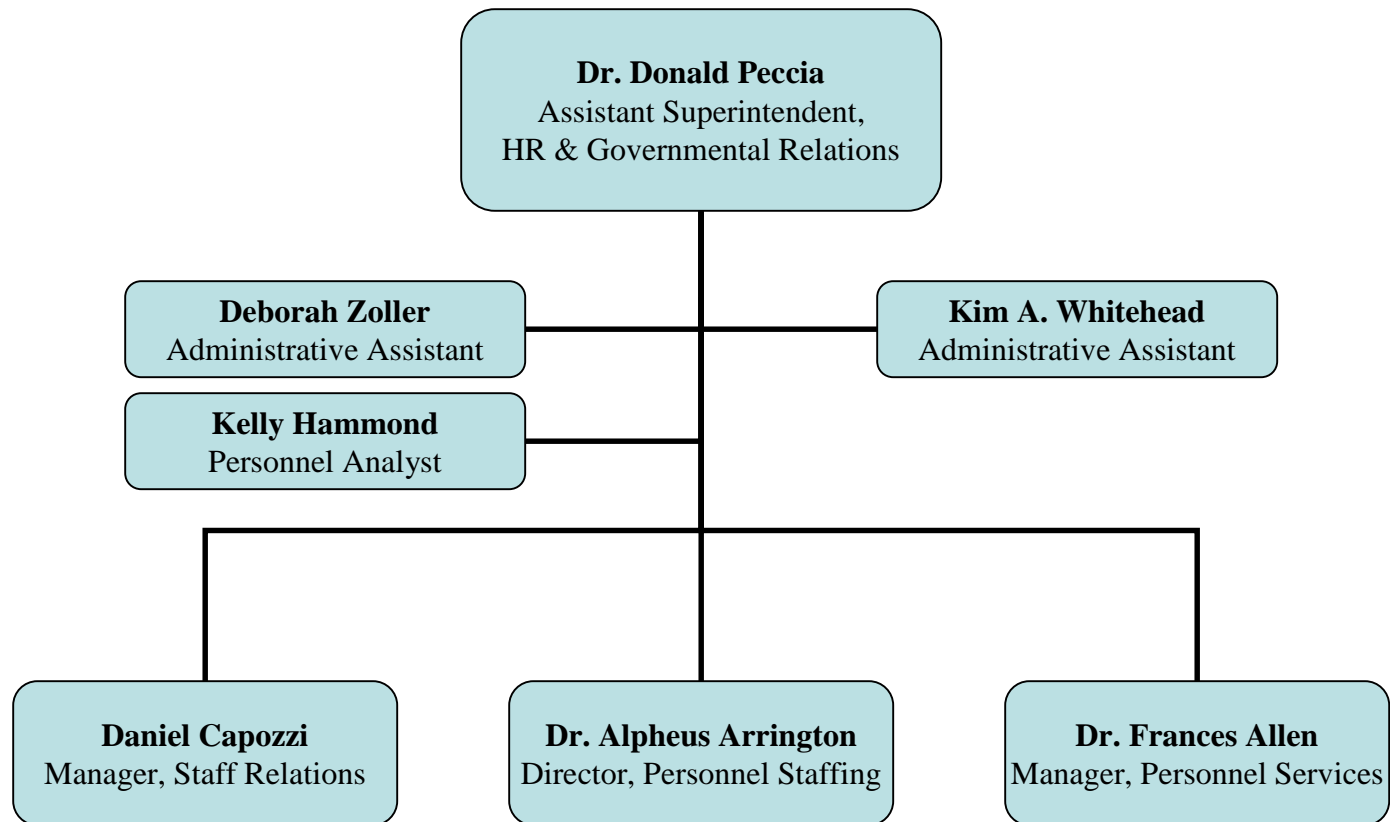 Dr. Donald Peccia
Assistant Superintendent,
HR & Governmental Relations
Deborah Zoller
Administrative Assistant
Kim A. Whitehead
Administrative Assistant
Kelly Hammond
Personnel Analyst
Daniel Capozzi
Manager, Staff Relations
Dr. Alpheus Arrington
Director, Personnel Staffing
Dr. Frances Allen
Manager, Personnel Services